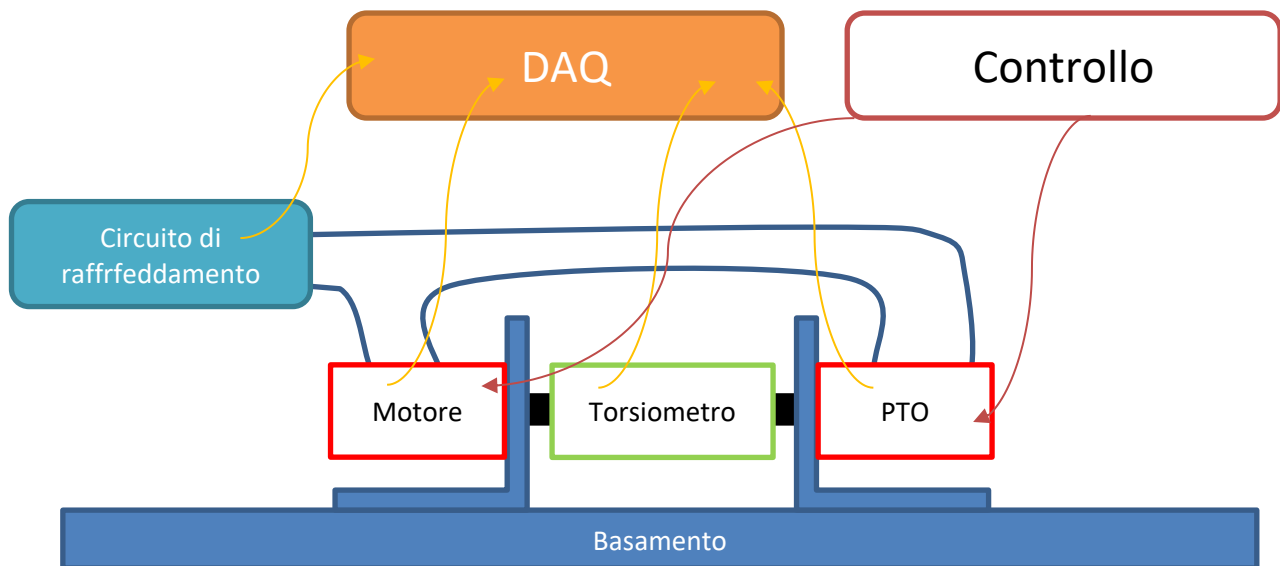 DAQ
Controllo
Circuito di
raffrfeddamento
Motore
Torsiometro
PTO
Basamento